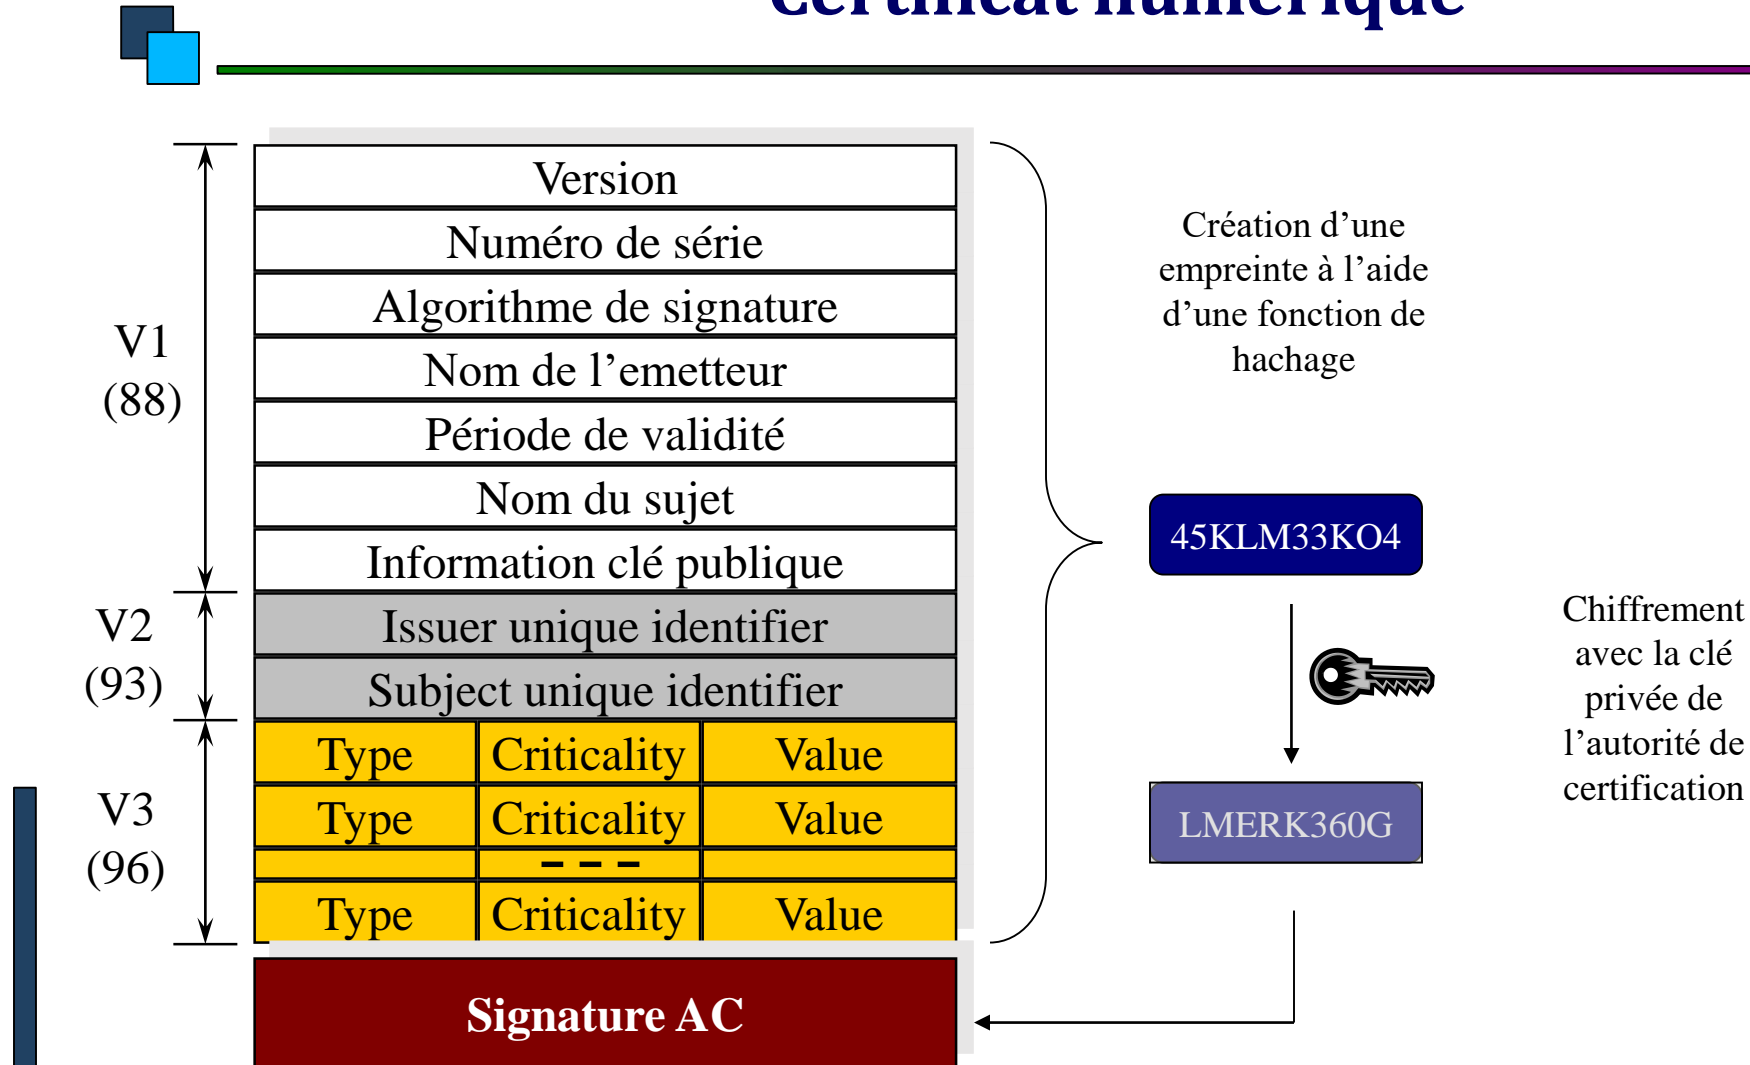 Certificat numérique
Version
Numéro de série
Algorithme de signature
Nom de l’emetteur
Période de validité
Nom du sujet
Information clé publique
Issuer unique identifier
Subject unique identifier
Type Criticality Value
Type Criticality Value
- - -
Type Criticality Value
Signature AC
V1
(88)
V2
(93)
V3
(96)
Création d’une
empreinte à l’aide
d’une fonction de
hachage
45KLM33KO4
Chiffrement
avec la clé
privée de
l’autorité de
certification
LMERK360G